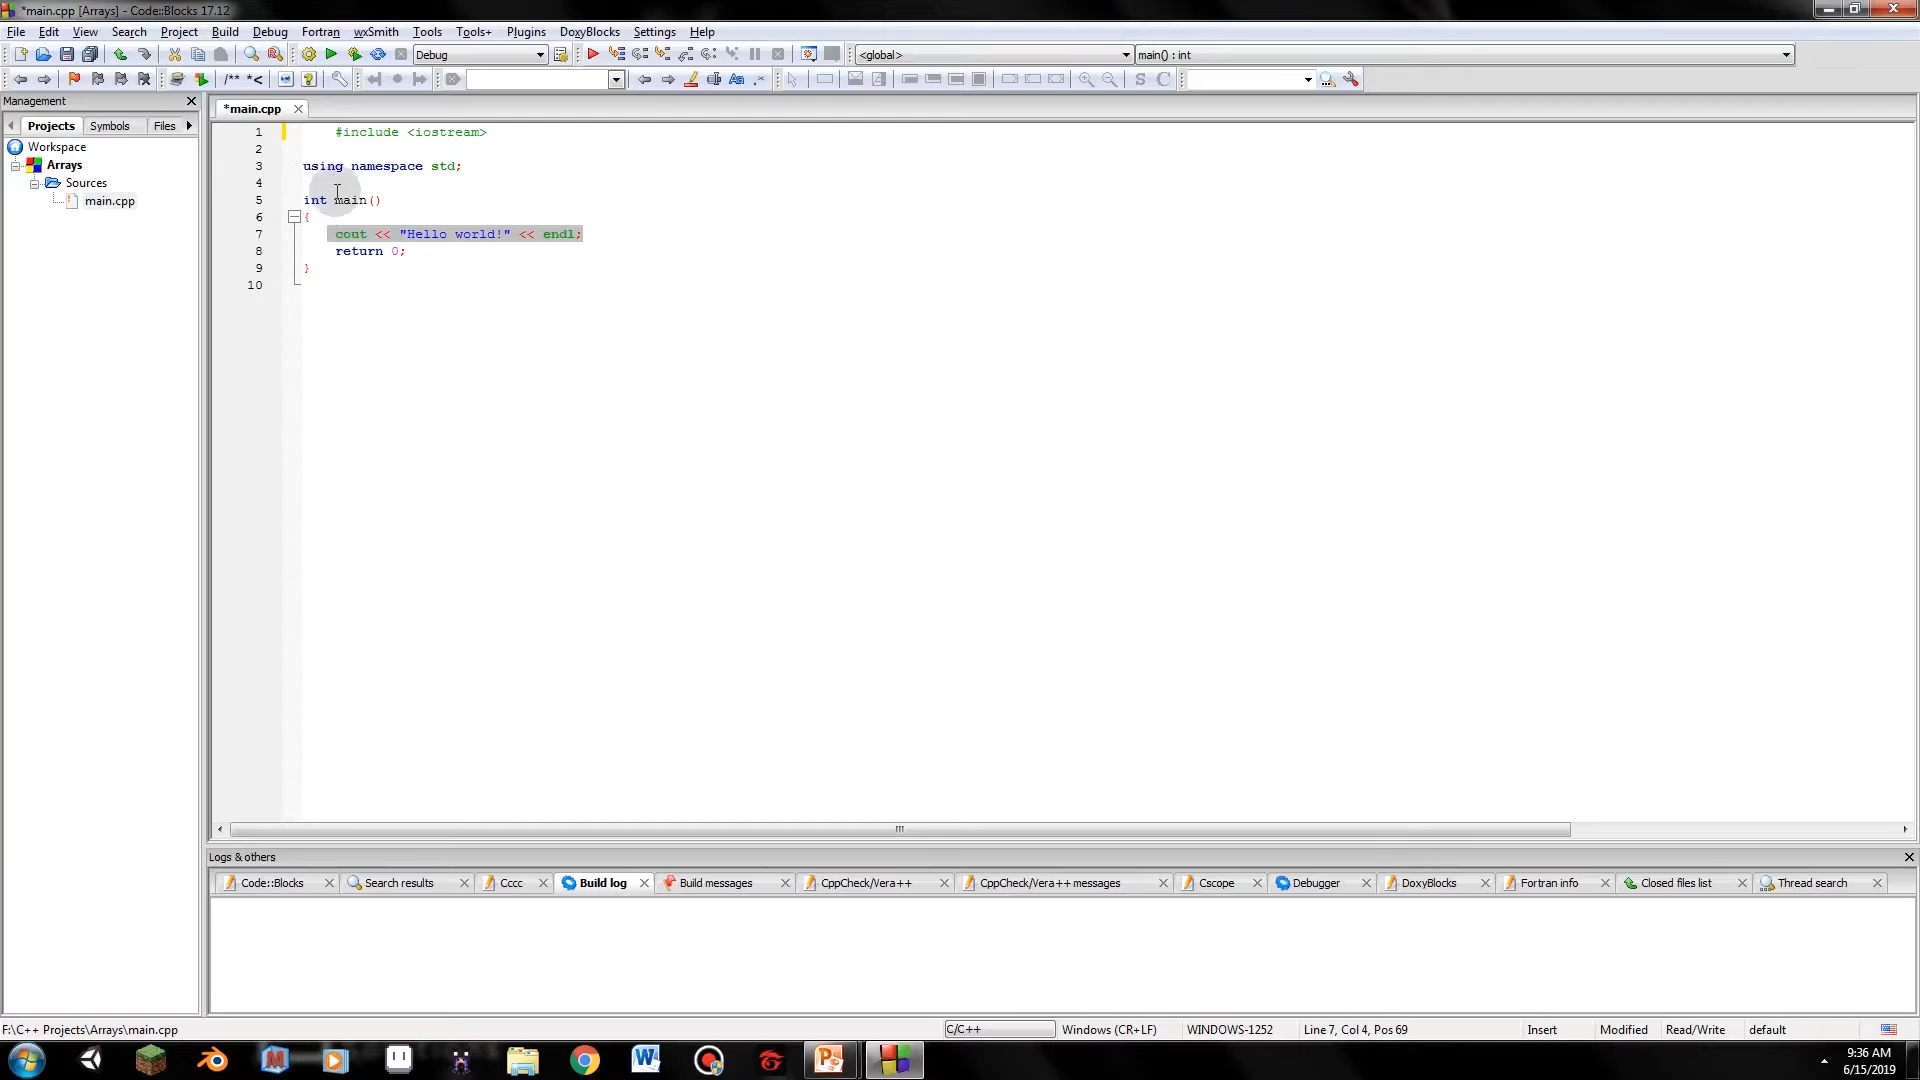 *main.cpp [Arrays] - Code::Blocks 17.12
File Edit View Search Project Build Debug Fortran wxSmith Tools Tools+ Plugins DoxyBlocks Settings Help
Debug <global> main() : int
/** *< Aa .* S C
Management
Projects Symbols Files
*main.cpp
Workspace
Arrays
Sources
main.cpp
1 #include <iostream>
2
3 using namespace std;
4
5 int main()
6 {
7 cout << "Hello world!" << endl;
8 return 0;
9 }
10
Logs & others
Code::Blocks Search results Cccc Build log Build messages CppCheck/Vera++ CppCheck/Vera++ messages Cscope Debugger DoxyBlocks Fortran info Closed files list Thread search
F:\C++ Projects\Arrays\main.cpp C/C++ Windows (CR+LF) WINDOWS-1252 Line 7, Col 4, Pos 69 Insert Modified Read/Write default
9:36 AM
6/15/2019